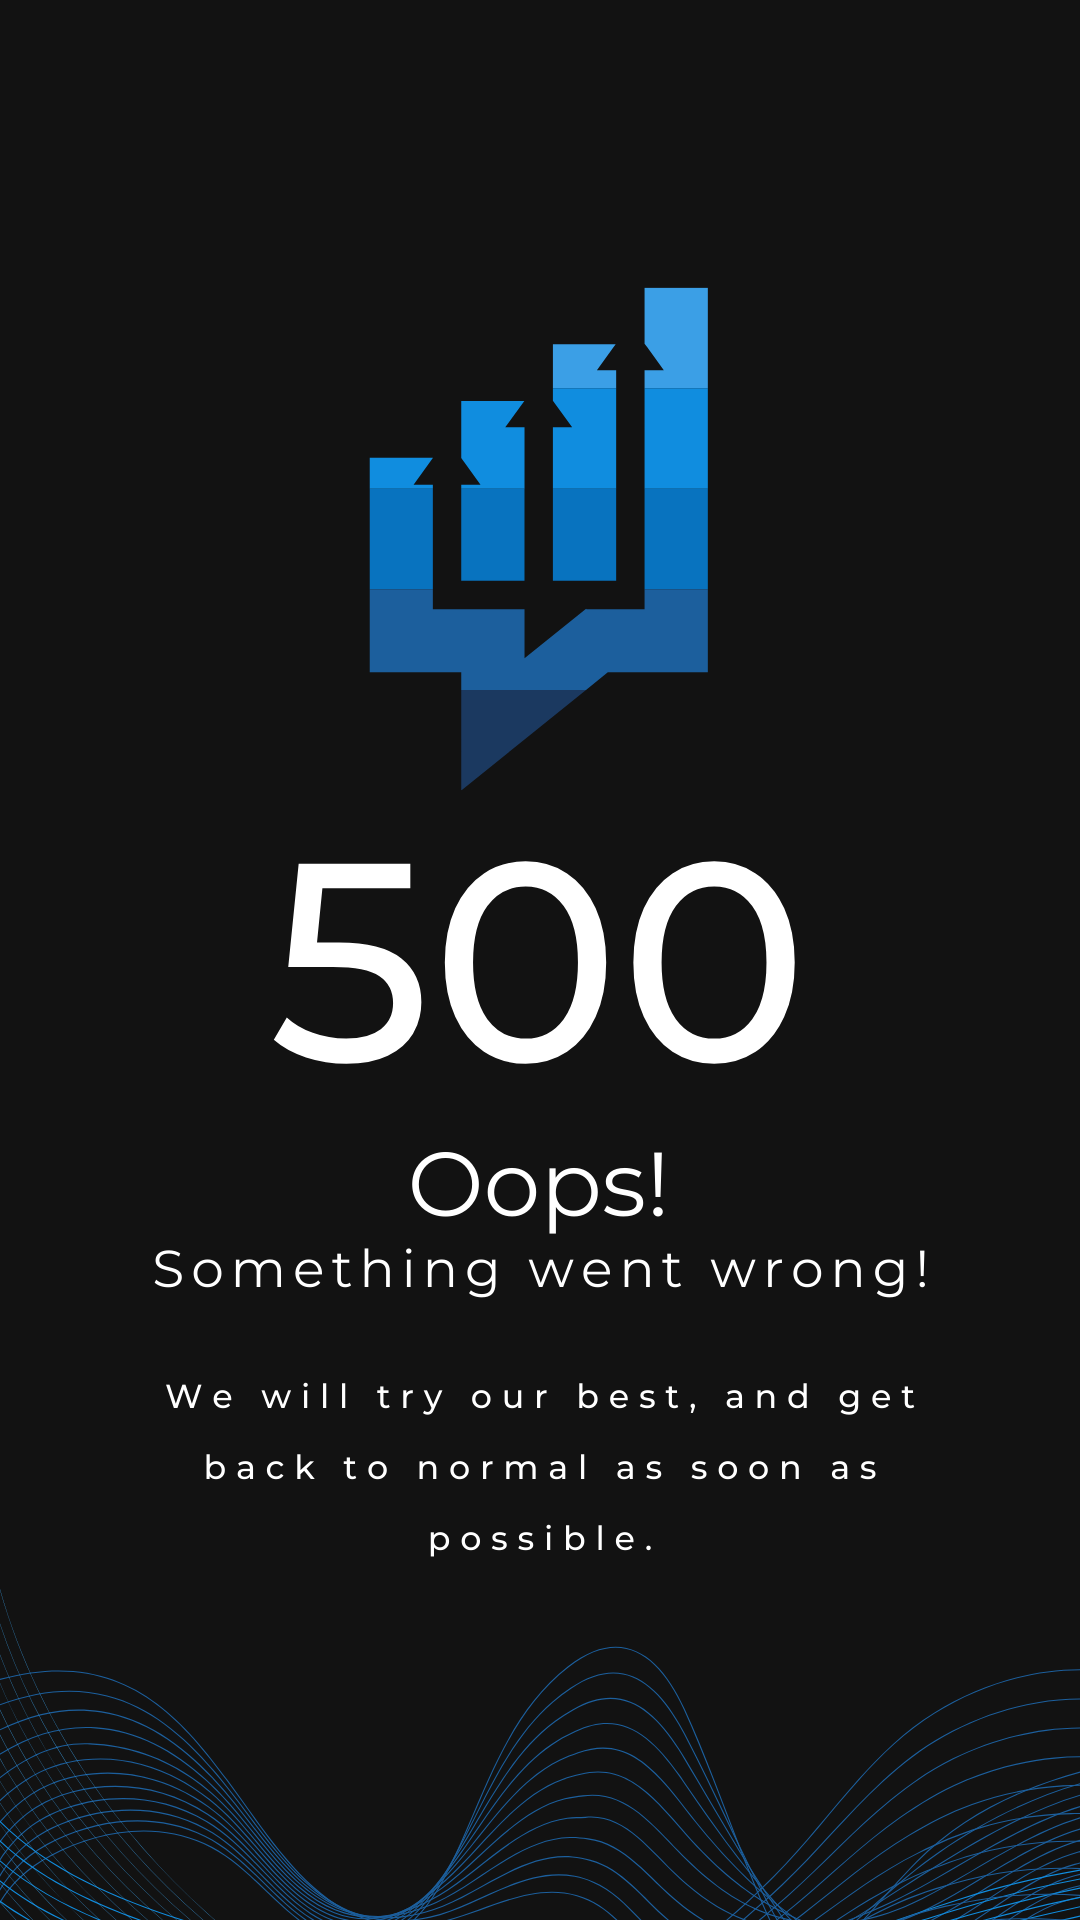 500
Oops!
Something went wrong!
We will try our best, and get
back to normal as soon as
possible.